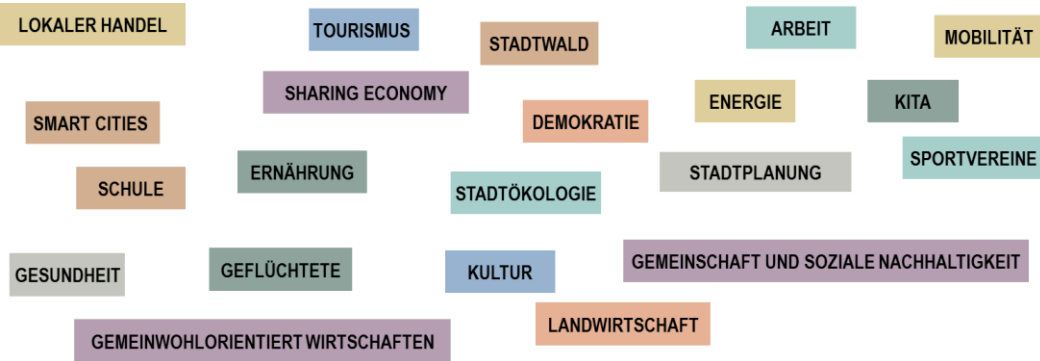 LOKALER HANDEL
TOURISMUS
STADTWALD
ARBEIT
MOBILITÄT
SHARING ECONOMY
ENERGIE
KITA
SMART CITIES
DEMOKRATIE
SPORTVEREINE
ERNÄHRUNG
STADTPLANUNG
SCHULE
STADTÖKOLOGIE
GESUNDHEIT
GEFLÜCHTETE
KULTUR
GEMEINSCHAFT UND SOZIALE NACHHALTIGKEIT
LANDWIRTSCHAFT
GEMEINWOHLORIENTIERT WIRTSCHAFTEN